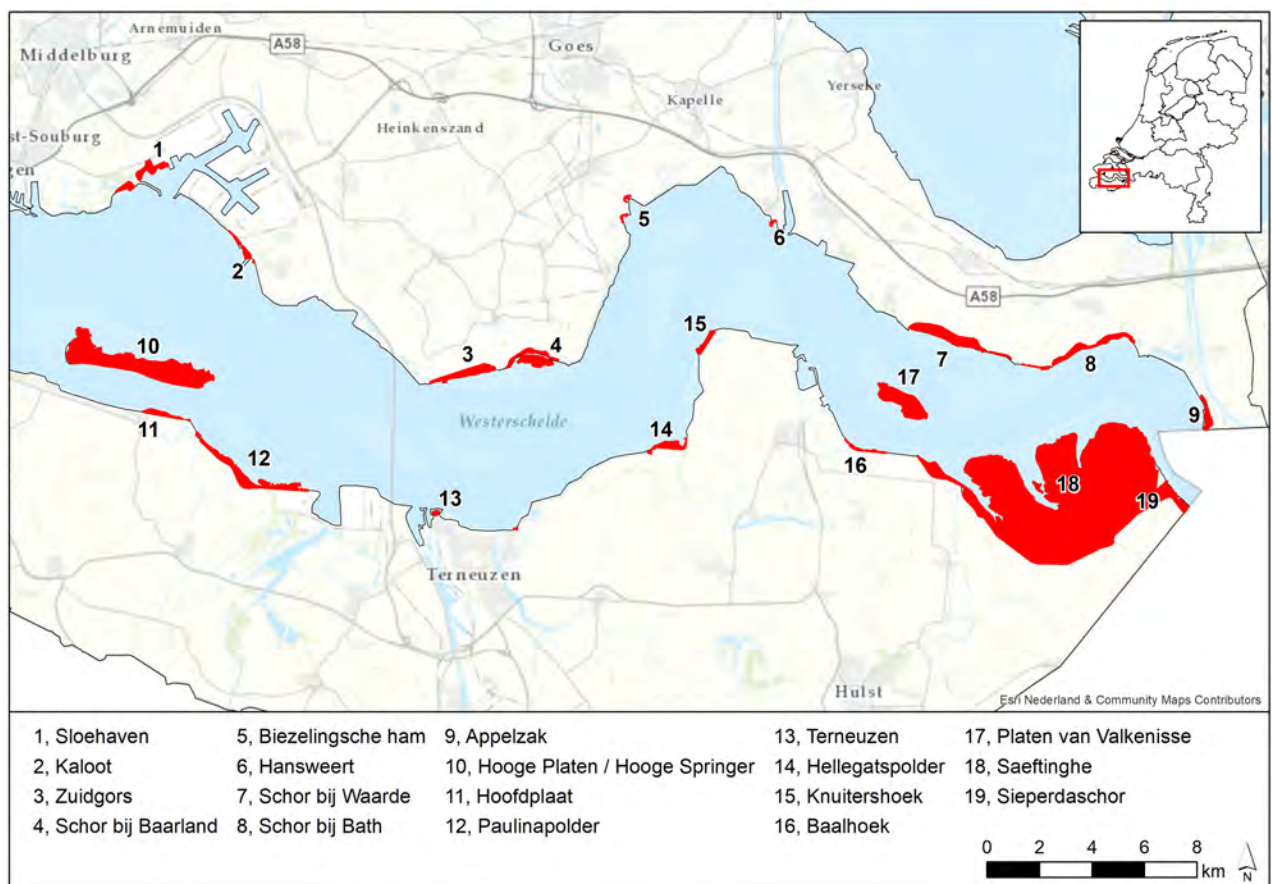 Arnemuiden
Middelburg
A58
Goes
Kapelle
Yerseke
Heinkenszand
st-Souburg
gen
1
2
3
4
5
6
7
8
9
10
11
12
13
14
15
16
17
18
19
A58
Westerschelde
Terneuzen
Hulst
Esri Nederland & Community Maps Contributors
1, Sloehaven
2, Kaloot
3, Zuidgors
4, Schor bij Baarland
5, Biezelingsche ham
6, Hansweert
7, Schor bij Waarde
8, Schor bij Bath
9, Appelzak
10, Hooge Platen / Hooge Springer
11, Hoofdplaat
12, Paulinapolder
13, Terneuzen
14, Hellegatspolder
15, Knuitershoek
16, Baalhoek
17, Platen van Valkenisse
18, Saeftinghe
19, Sieperdaschor
0 2 4 6 8
km
N